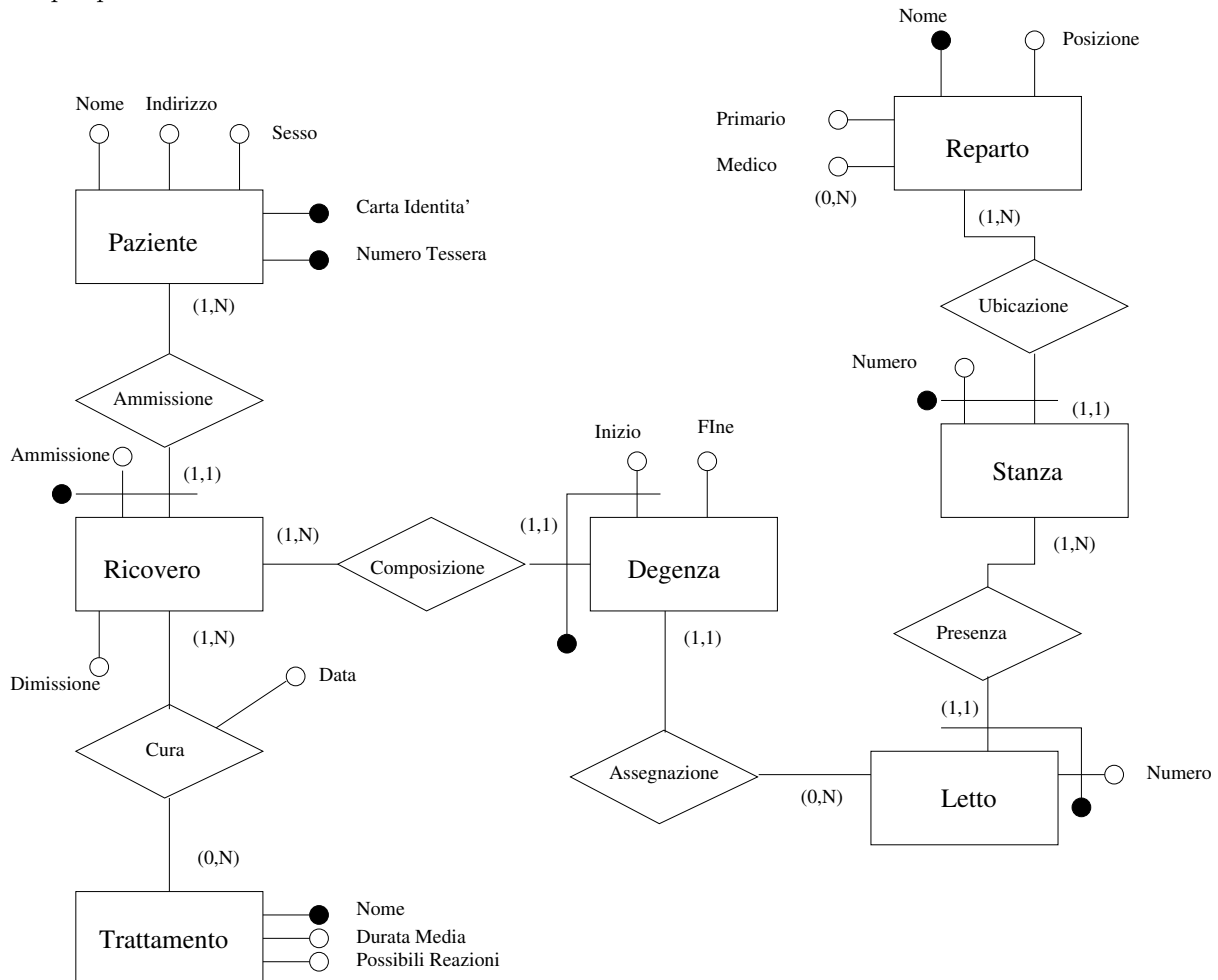 Nome
Posizione
Primario
Reparto
Medico
(0,N)
(1,N)
Ubicazione
Nome Indirizzo
Sesso
Carta Identita'
Paziente
Numero Tessera
(1,N)
Ammissione
Numero
(1,1)
Stanza
(1,N)
Ammissione
(1,1)
Inizio
FIne
Ricovero
(1,N)
Composizione
(1,1)
Degenza
(1,N)
(1,1)
Presenza
Dimissione
Data
Cura
(1,1)
Assegnazione
(0,N)
Letto
Numero
(0,N)
Trattamento
Nome
Durata Media
Possibili Reazioni